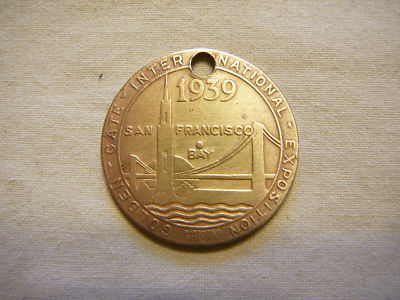 GOLDEN · GATE · INTERNATIONAL · EXPOSITION
1939
SAN FRANCISCO
BAY